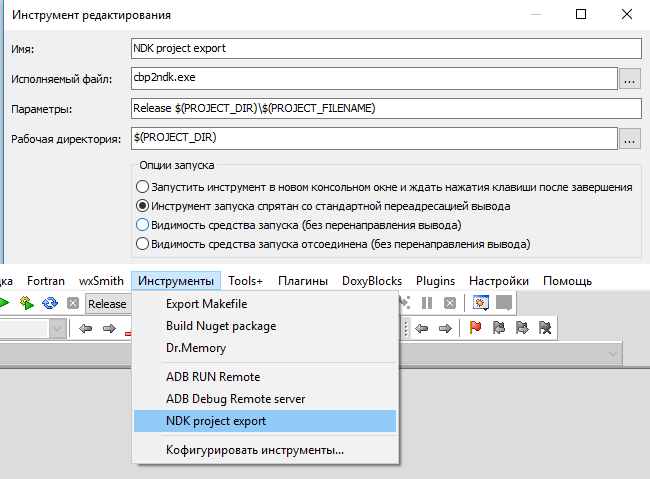 Инструмент редактирования
Имя: NDK project export
Исполняемый файл: cbp2ndk.exe ...
Параметры: Release $(PROJECT_DIR)\$(PROJECT_FILENAME)
Рабочая директория: $(PROJECT_DIR) ...
Опции запуска
Запустить инструмент в новом консольном окне и ждать нажатия клавиши после завершения
Инструмент запуска спрятан со стандартной переадресацией вывода
Видимость средства запуска (без перенаправления вывода)
Видимость средства запуска отсоединена (без перенаправления вывода)
дка Fortran wxSmith Инструменты Tools+ Плагины DoxyBlocks Plugins Настройки Помощь
Release
Export Makefile
Build Nuget package
Dr.Memory
ADB RUN Remote
ADB Debug Remote server
NDK project export
Кофигурировать инструменты...